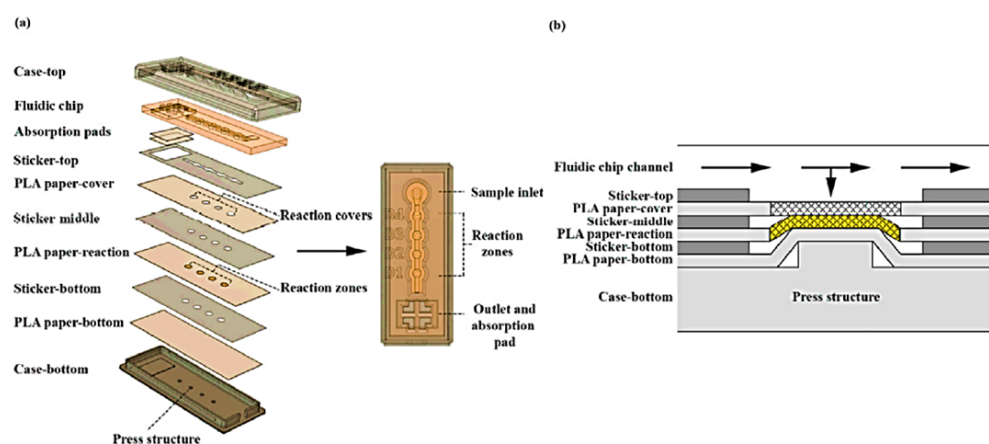 (a)
Case-top
Fluidic chip
Absorption pads
Sticker-top
PLA paper-cover
Reaction covers
Sticker middle
PLA paper-reaction
Reaction zones
Sticker-bottom
PLA paper-bottom
Case-bottom
Press structure
D4
D3
D2
D1
Sample inlet
Reaction
zones
Outlet and
absorption
pad
(b)
Fluidic chip channel
Sticker-top
PLA paper-cover
Sticker-middle
PLA paper-reaction
Sticker-bottom
PLA paper-bottom
Case-bottom
Press structure